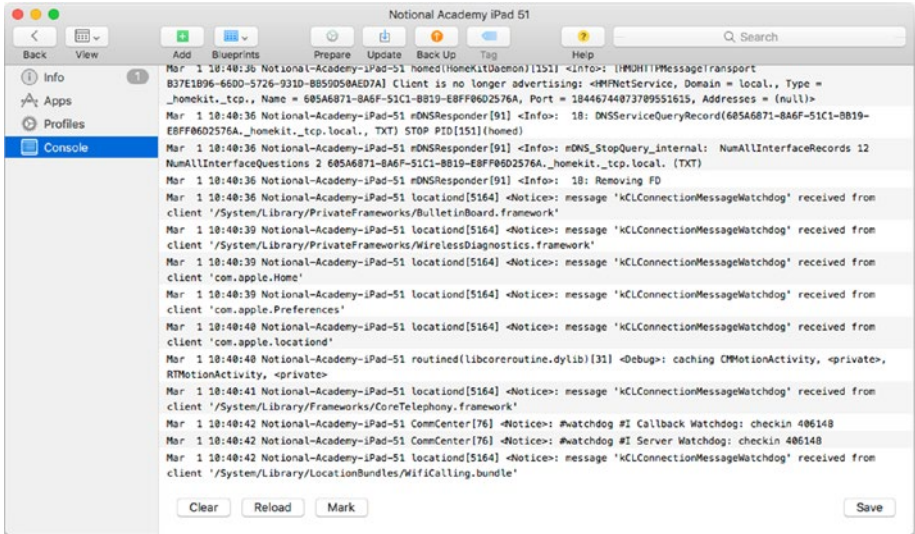 Notional Academy iPad 51
Back View Add Blueprints Prepare Update Back Up Tag Help Search
Info 1
Apps
Profiles
Console
Mar 1 10:40:36 Notional-Academy-iPad-51 homed(HomeKitDaemon)[151] <Info>: [HMDHTTPMessageTransport
B37E1B96-66DD-5726-931D-BB59D50AED7A] Client is no longer advertising: <HMFNetService, Domain = local., Type =
_homekit._tcp., Name = 605A6871-8A6F-51C1-BB19-E8FF06D2576A, Port = 18446744073709551615, Addresses = (null)>
Mar 1 10:40:36 Notional-Academy-iPad-51 mDNSResponder[91] <Info>: 18: DNSServiceQueryRecord(605A6871-8A6F-51C1-BB19-
E8FF06D2576A._homekit._tcp.local., TXT) STOP PID[151](homed)
Mar 1 10:40:36 Notional-Academy-iPad-51 mDNSResponder[91] <Info>: mDNS_StopQuery_internal: NumAllInterfaceRecords 12
NumAllInterfaceQuestions 2 605A6871-8A6F-51C1-BB19-E8FF06D2576A._homekit._tcp.local. (TXT)
Mar 1 10:40:36 Notional-Academy-iPad-51 mDNSResponder[91] <Info>: 18: Removing FD
Mar 1 10:40:36 Notional-Academy-iPad-51 locationd[5164] <Notice>: message 'kCLConnectionMessageWatchdog' received from
client '/System/Library/PrivateFrameworks/BulletinBoard.framework'
Mar 1 10:40:39 Notional-Academy-iPad-51 locationd[5164] <Notice>: message 'kCLConnectionMessageWatchdog' received from
client '/System/Library/PrivateFrameworks/WirelessDiagnostics.framework'
Mar 1 10:40:39 Notional-Academy-iPad-51 locationd[5164] <Notice>: message 'kCLConnectionMessageWatchdog' received from
client 'com.apple.Home'
Mar 1 10:40:39 Notional-Academy-iPad-51 locationd[5164] <Notice>: message 'kCLConnectionMessageWatchdog' received from
client 'com.apple.Preferences'
Mar 1 10:40:40 Notional-Academy-iPad-51 locationd[5164] <Notice>: message 'kCLConnectionMessageWatchdog' received from
client 'com.apple.locationd'
Mar 1 10:40:40 Notional-Academy-iPad-51 routined(libcoreroutine.dylib)[31] <Debug>: caching CMMotionActivity, <private>,
RTMotionActivity, <private>
Mar 1 10:40:41 Notional-Academy-iPad-51 locationd[5164] <Notice>: message 'kCLConnectionMessageWatchdog' received from
client '/System/Library/Frameworks/CoreTelephony.framework'
Mar 1 10:40:42 Notional-Academy-iPad-51 CommCenter[76] <Notice>: #watchdog #I Callback Watchdog: checkin 406148
Mar 1 10:40:42 Notional-Academy-iPad-51 CommCenter[76] <Notice>: #watchdog #I Server Watchdog: checkin 406148
Mar 1 10:40:42 Notional-Academy-iPad-51 locationd[5164] <Notice>: message 'kCLConnectionMessageWatchdog' received from
client '/System/Library/LocationBundles/WifiCalling.bundle'
Clear Reload Mark Save